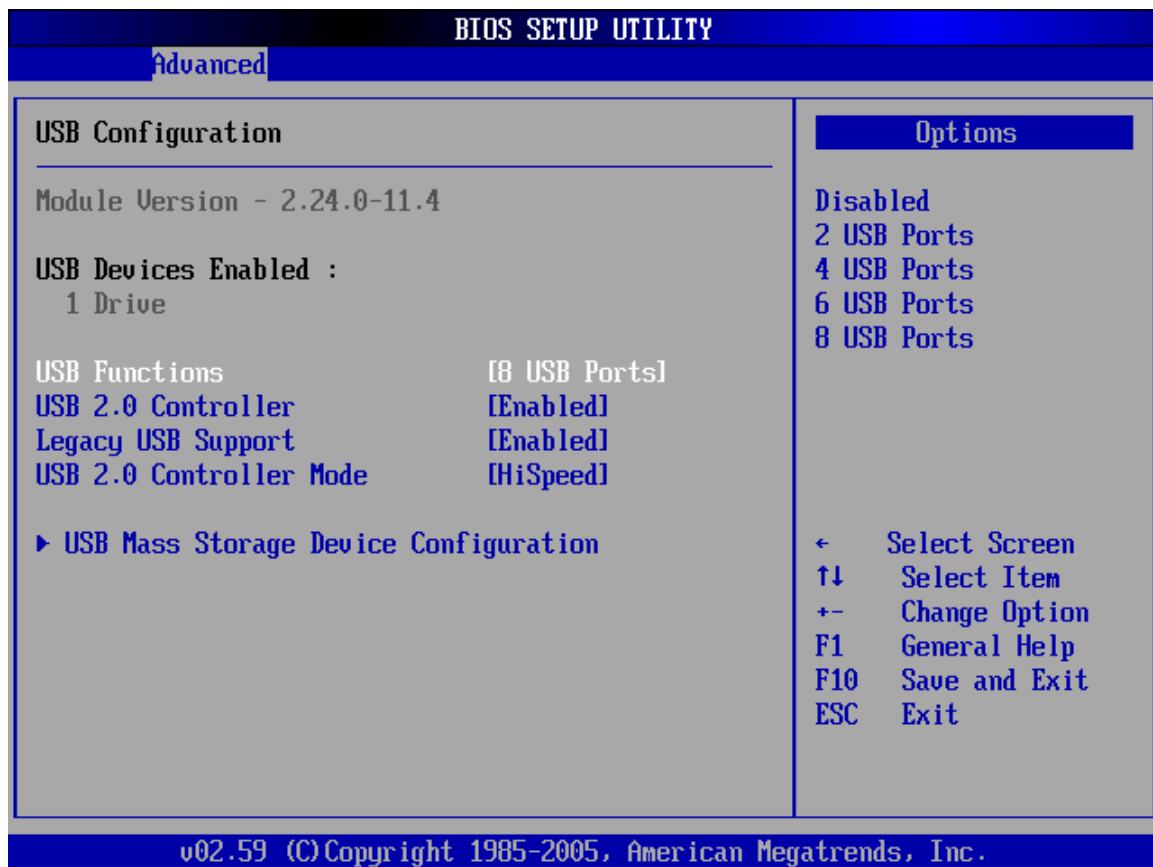 BIOS SETUP UTILITY
Advanced
USB Configuration
Module Version - 2.24.0-11.4
USB Devices Enabled :
1 Drive
USB Functions [8 USB Ports]
USB 2.0 Controller [Enabled]
Legacy USB Support [Enabled]
USB 2.0 Controller Mode [HiSpeed]
► USB Mass Storage Device Configuration
Options
Disabled
2 USB Ports
4 USB Ports
6 USB Ports
8 USB Ports
← Select Screen
↑↓ Select Item
+- Change Option
F1 General Help
F10 Save and Exit
ESC Exit
v02.59 (C)Copyright 1985-2005, American Megatrends, Inc.